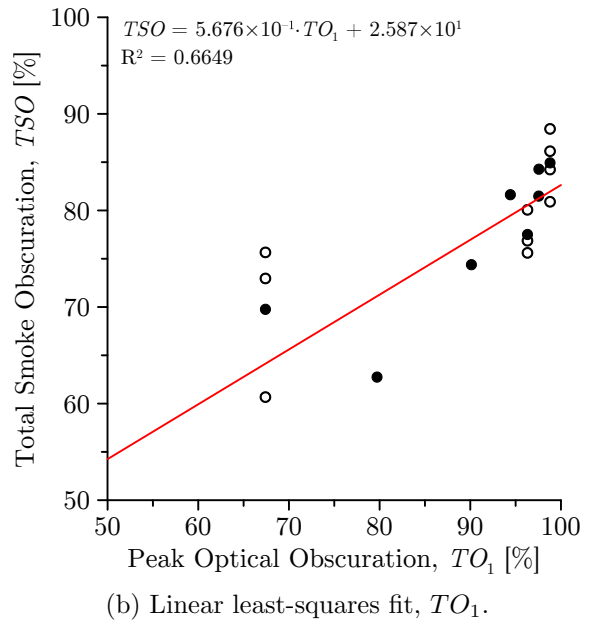 TSO = 5.676×10⁻¹·TO₁ + 2.587×10¹
R² = 0.6649
100
90
80
70
60
50
Total Smoke Obscuration, TSO [%]
50 60 70 80 90 100
Peak Optical Obscuration, TO₁ [%]
(b) Linear least-squares fit, TO₁.